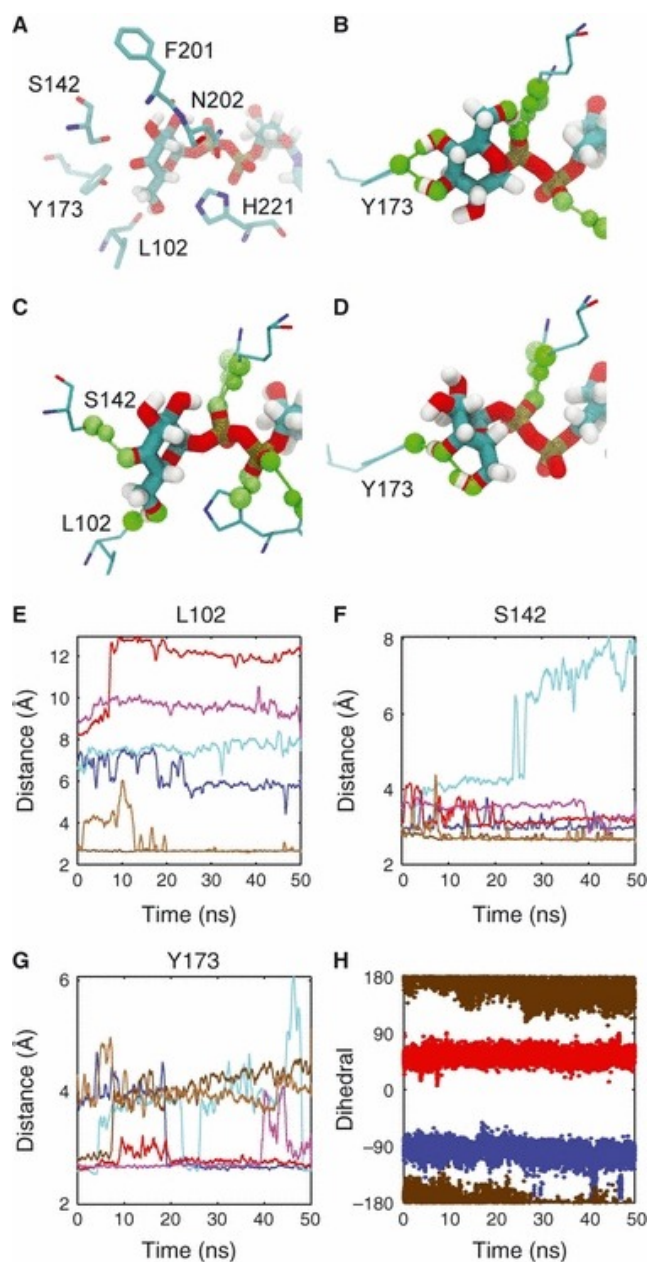 A
F201
S142
N202
Y173
H221
L102
B
Y173
C
S142
L102
D
Y173
E
L102
Distance (Å)
12
10
8
6
4
2
0 10 20 30 40 50
Time (ns)
F
S142
Distance (Å)
8
6
4
2
0 10 20 30 40 50
Time (ns)
G
Y173
Distance (Å)
6
4
2
0 10 20 30 40 50
Time (ns)
H
Dihedral
180
90
0
−90
−180
0 10 20 30 40 50
Time (ns)